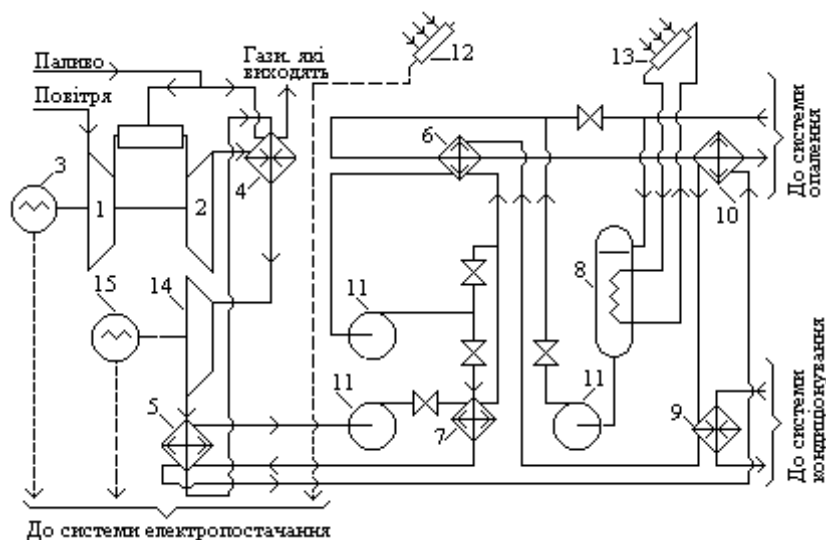 Паливо
Повітря
Гази, які
виходять
12
13
До системи
опалення
3
1
2
4
6
10
15
14
11
8
До системи
кондиціонування
5
11
7
11
9
До системи електропостачання